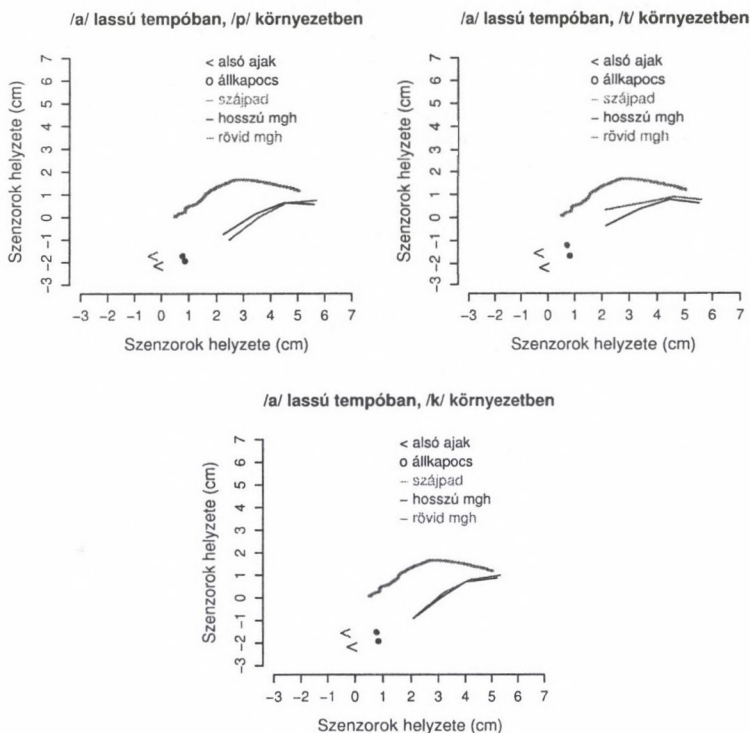 /a/ lassú tempóban, /p/ környezetben
Szenzorok helyzete (cm)
7
6
5
4
3
2
1
0
−1
−2
−3
< alsó ajak
o állkapocs
– szájpad
– hosszú mgh
– rövid mgh
−3 −2 −1 0 1 2 3 4 5 6 7
Szenzorok helyzete (cm)
/a/ lassú tempóban, /t/ környezetben
Szenzorok helyzete (cm)
7
6
5
4
3
2
1
0
−1
−2
−3
< alsó ajak
o állkapocs
– szájpad
– hosszú mgh
– rövid mgh
−3 −2 −1 0 1 2 3 4 5 6 7
Szenzorok helyzete (cm)
/a/ lassú tempóban, /k/ környezetben
Szenzorok helyzete (cm)
7
6
5
4
3
2
1
0
−1
−2
−3
< alsó ajak
o állkapocs
– szájpad
– hosszú mgh
– rövid mgh
−3 −2 −1 0 1 2 3 4 5 6 7
Szenzorok helyzete (cm)